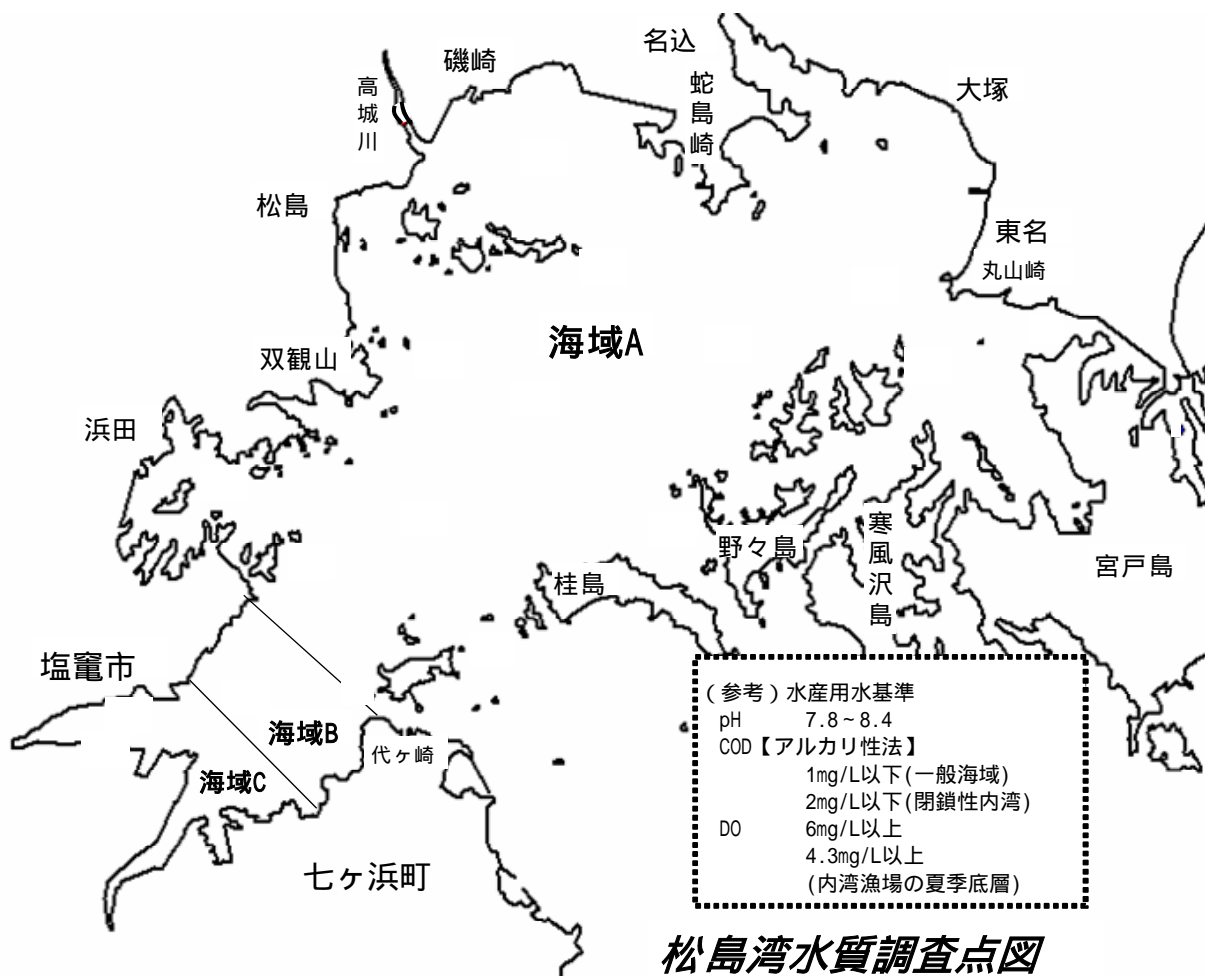 名込
磯崎
大塚
蛇島崎
高城川
松島
東名
丸山崎
海域A
双観山
浜田
寒風沢島
野々島
宮戸島
桂島
塩竈市
海域B
代ヶ崎
海域C
七ヶ浜町
(参考)水産用水基準
pH 7.8~8.4
COD【アルカリ性法】
1mg/L以下(一般海域)
2mg/L以下(閉鎖性内湾)
DO 6mg/L以上
4.3mg/L以上
(内湾漁場の夏季底層)
松島湾水質調査点図